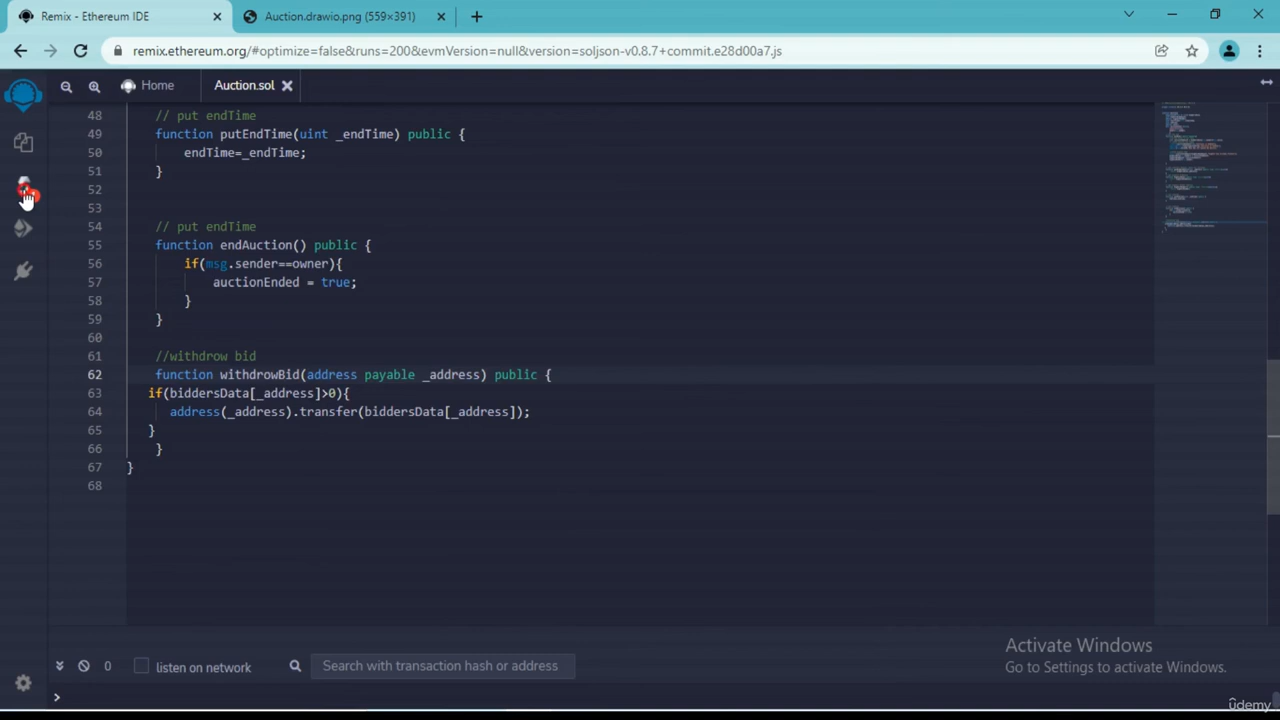 Remix - Ethereum IDE
Auction.drawio.png (559×391)
remix.ethereum.org/#optimize=false&runs=200&evmVersion=null&version=soljson-v0.8.7+commit.e28d00a7.js
Home
Auction.sol
48 // put endTime
49 function putEndTime(uint _endTime) public {
50 endTime=_endTime;
51 }
52
53
54 // put endTime
55 function endAuction() public {
56 if(msg.sender==owner){
57 auctionEnded = true;
58 }
59 }
60
61 //withdrow bid
62 function withdrowBid(address payable _address) public {
63 if(biddersData[_address]>0){
64 address(_address).transfer(biddersData[_address]);
65 }
66 }
67 }
68
0 listen on network Search with transaction hash or address
>
Activate Windows
Go to Settings to activate Windows.
ûdemy